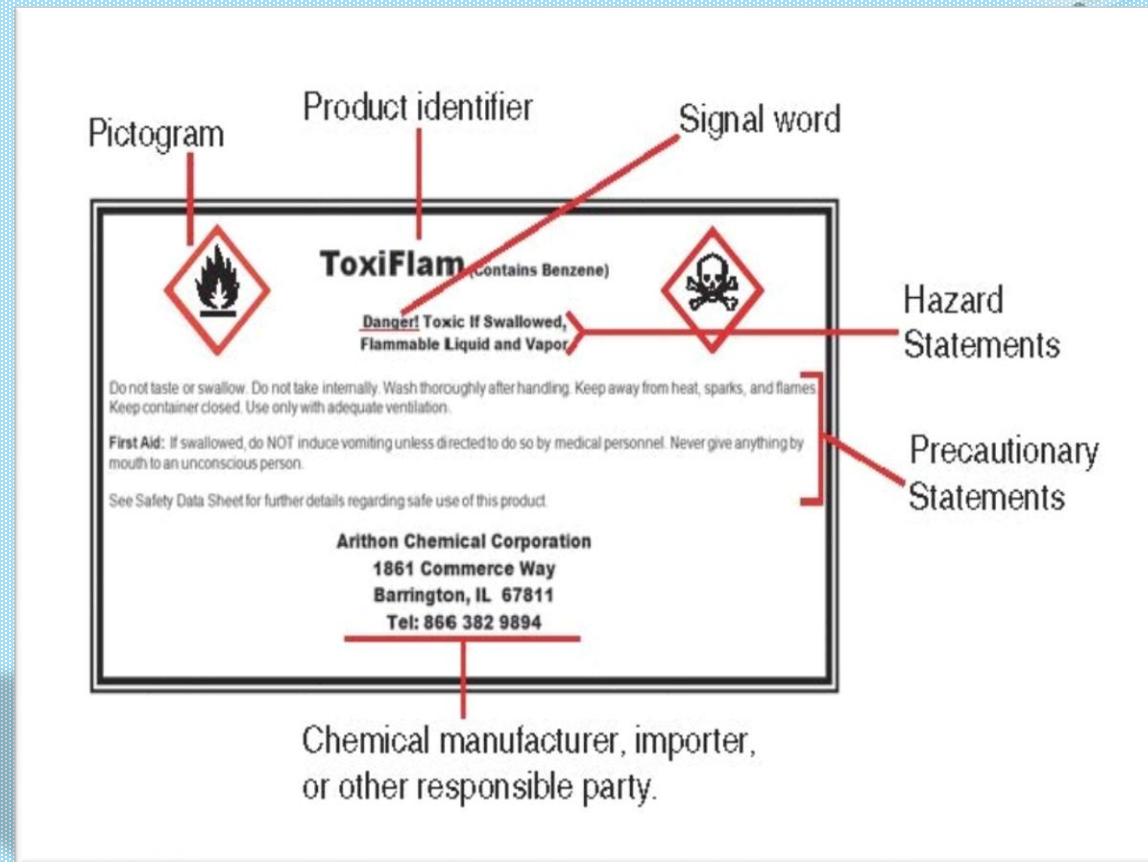 Pictogram
Product identifier
Signal word
ToxiFlam (Contains Benzene)
Danger! Toxic If Swallowed,
Flammable Liquid and Vapor
Hazard
Statements
Do not taste or swallow. Do not take internally. Wash thoroughly after handling. Keep away from heat, sparks, and flames.
Keep container closed. Use only with adequate ventilation.
First Aid: If swallowed, do NOT induce vomiting unless directed to do so by medical personnel. Never give anything by
mouth to an unconscious person.
See Safety Data Sheet for further details regarding safe use of this product.
Precautionary
Statements
Arithon Chemical Corporation
1861 Commerce Way
Barrington, IL 67811
Tel: 866 382 9894
Chemical manufacturer, importer,
or other responsible party.